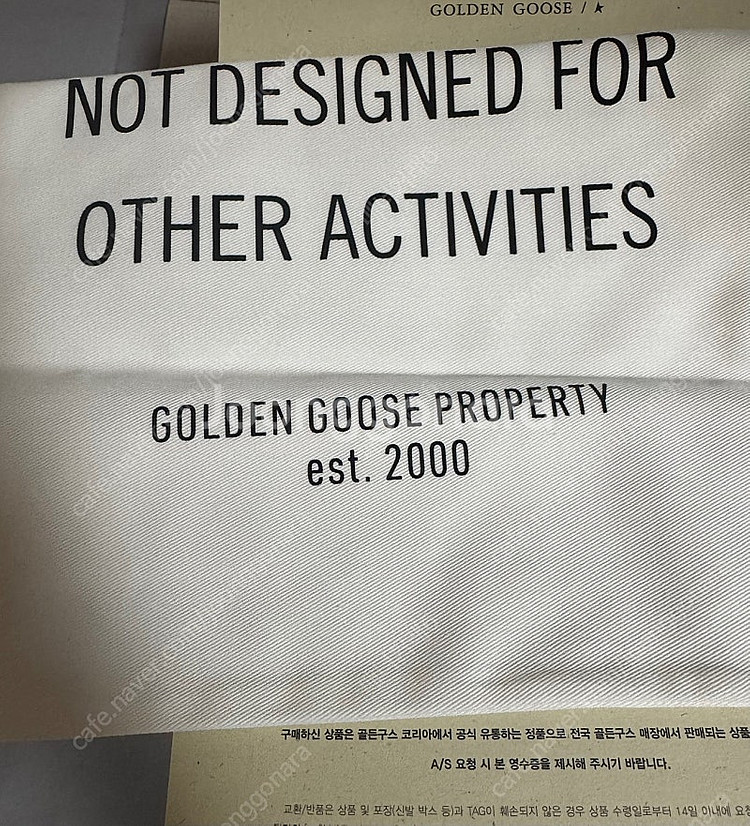 GOLDEN GOOSE / ★
NOT DESIGNED FOR
OTHER ACTIVITIES
GOLDEN GOOSE PROPERTY
est. 2000
구매하신 상품은 골든구스 코리아에서 공식 유통하는 정품으로 전국 골든구스 매장에서 판매되는 상품
A/S 요청 시 본 영수증을 제시해 주시기 바랍니다.
교환/반품은 상품 및 포장(신발 박스 등)과 TAG이 훼손되지 않은 경우 상품 수령일로부터 14일 이내에 요청
cafe.naver.com/joonggonara